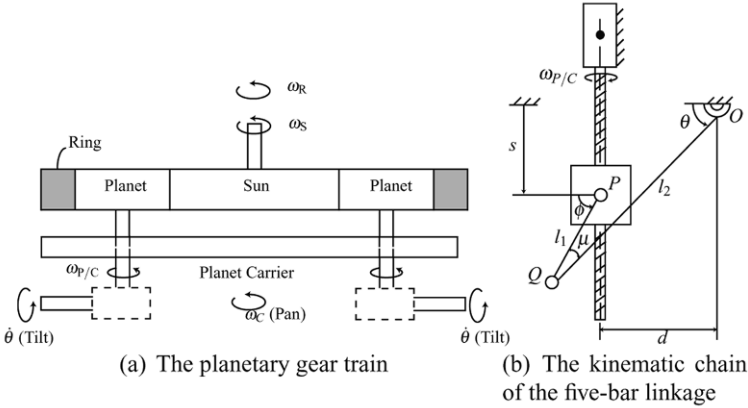 ω_R
ω_S
Ring
Planet
Sun
Planet
ω_P/C
Planet Carrier
ω_C (Pan)
θ̇ (Tilt)
θ̇ (Tilt)
(a) The planetary gear train
ω_P/C
s
θ
O
P
l_2
ϕ
l_1
μ
Q
d
(b) The kinematic chain
of the five-bar linkage